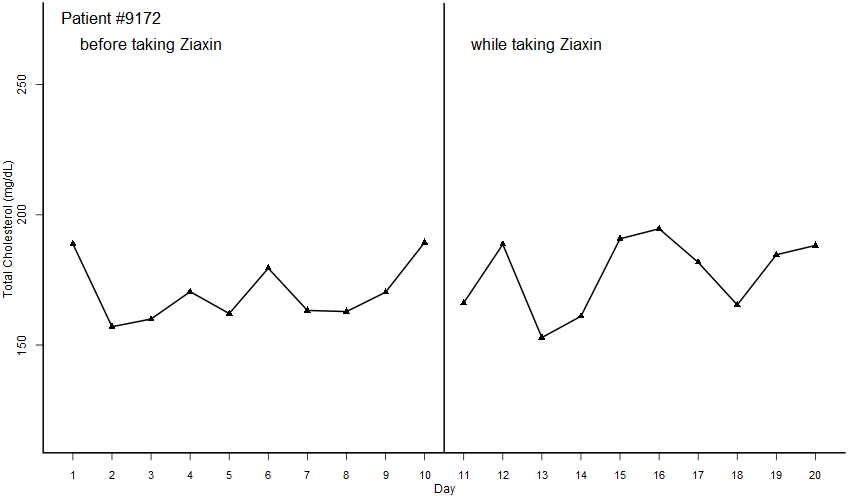 Patient #9172
before taking Ziaxin
while taking Ziaxin
Total Cholesterol (mg/dL)
250
200
150
1 2 3 4 5 6 7 8 9 10 11 12 13 14 15 16 17 18 19 20
Day